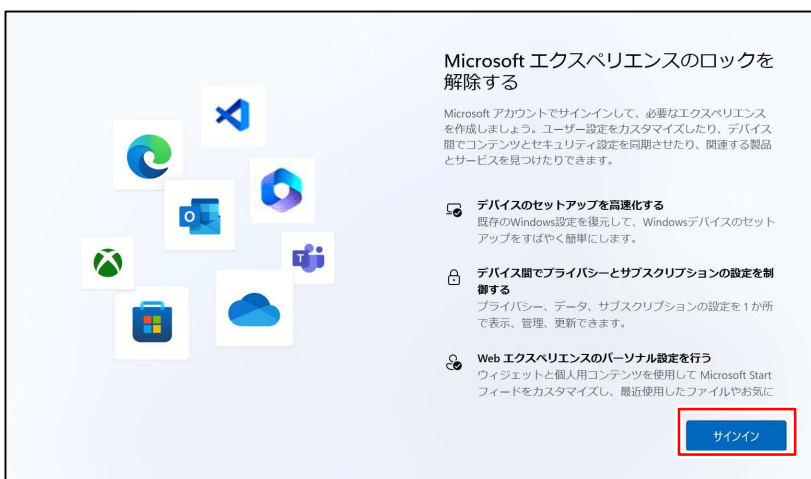 Microsoft エクスペリエンスのロックを
解除する
Microsoft アカウントでサインインして、必要なエクスペリエンス
を作成しましょう。ユーザー設定をカスタマイズしたり、デバイス
間でコンテンツとセキュリティ設定を同期させたり、関連する製品
とサービスを見つけたりできます。
デバイスのセットアップを高速化する
既存のWindows設定を復元して、Windowsデバイスのセット
アップをすばやく簡単にします。
デバイス間でプライバシーとサブスクリプションの設定を制
御する
プライバシー、データ、サブスクリプションの設定を1か所
で表示、管理、更新できます。
Web エクスペリエンスのパーソナル設定を行う
ウィジェットと個人用コンテンツを使用して Microsoft Start
フィードをカスタマイズし、最近使用したファイルやお気に
サインイン